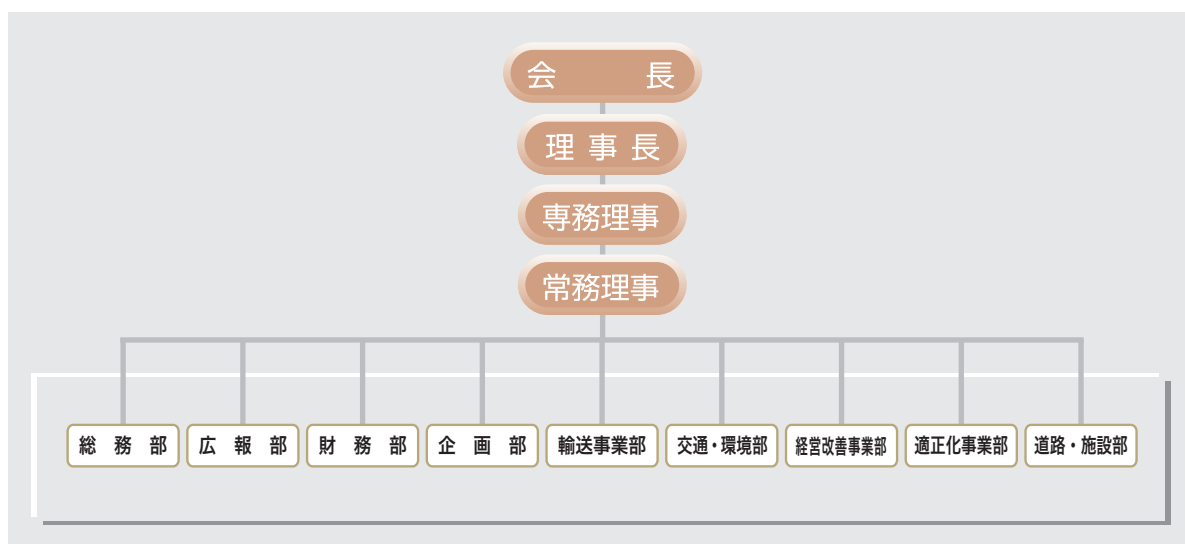 会長
理事長
専務理事
常務理事
総務部
広報部
財務部
企画部
輸送事業部
交通・環境部
経営改善事業部
適正化事業部
道路・施設部